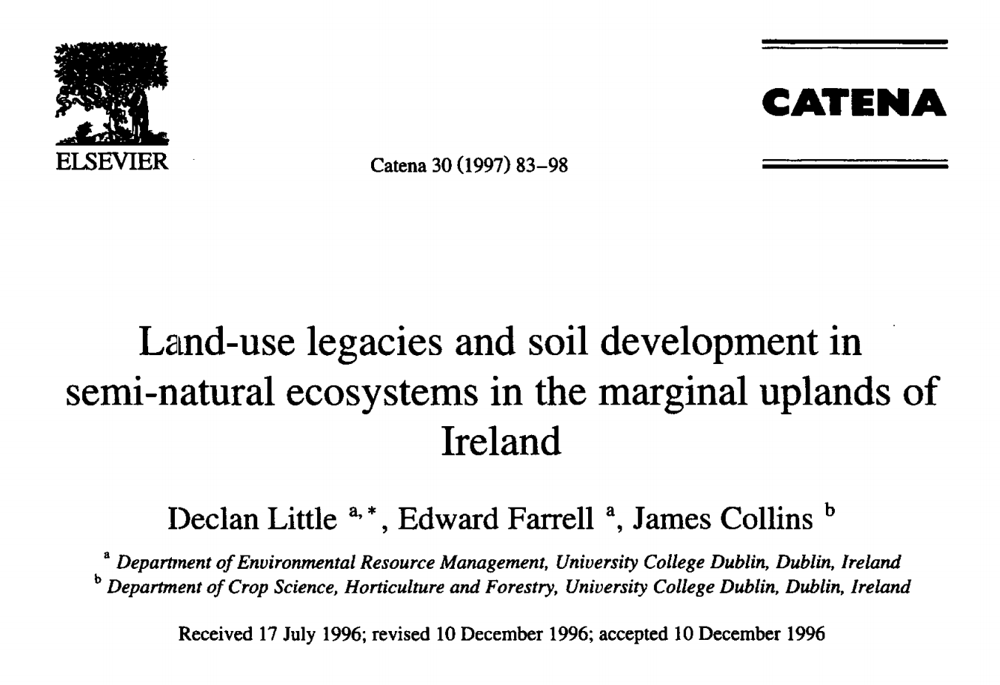 ELSEVIER
Catena 30 (1997) 83–98
CATENA
Land-use legacies and soil development in
semi-natural ecosystems in the marginal uplands of
Ireland
Declan Little a, *, Edward Farrell a, James Collins b
a Department of Environmental Resource Management, University College Dublin, Dublin, Ireland
b Department of Crop Science, Horticulture and Forestry, University College Dublin, Dublin, Ireland
Received 17 July 1996; revised 10 December 1996; accepted 10 December 1996